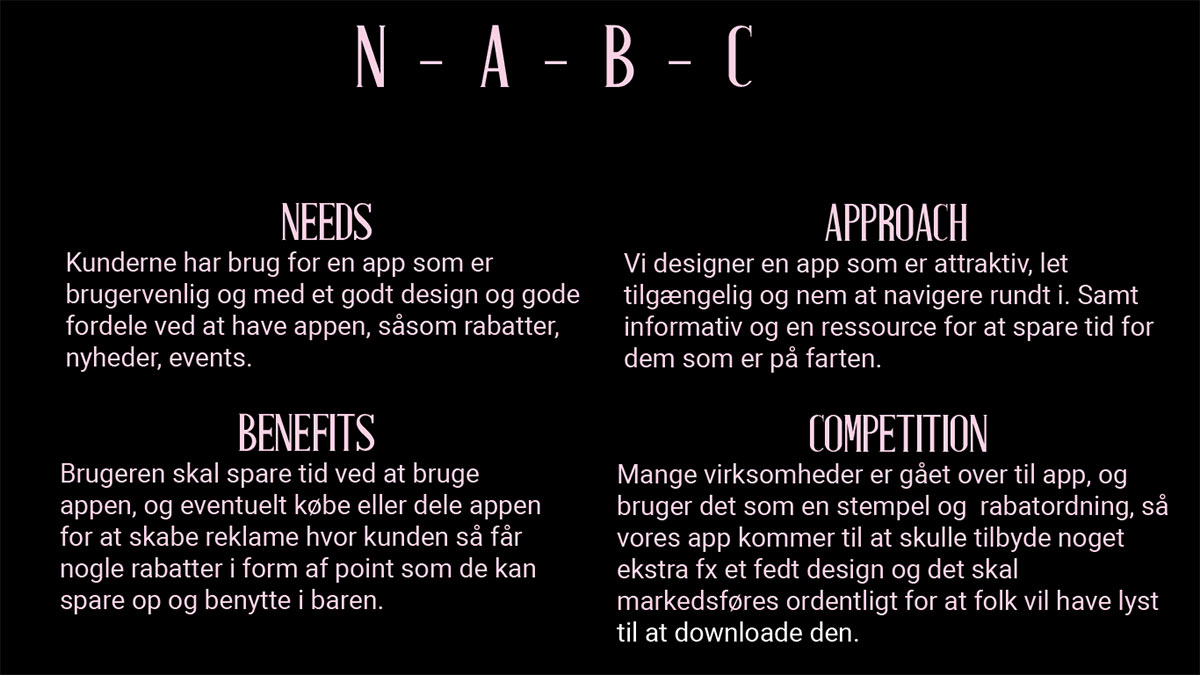 N - A - B - C
NEEDS
Kunderne har brug for en app som er
brugervenlig og med et godt design og gode
fordele ved at have appen, såsom rabatter,
nyheder, events.
APPROACH
Vi designer en app som er attraktiv, let
tilgængelig og nem at navigere rundt i. Samt
informativ og en ressource for at spare tid for
dem som er på farten.
BENEFITS
Brugeren skal spare tid ved at bruge
appen, og eventuelt købe eller dele appen
for at skabe reklame hvor kunden så får
nogle rabatter i form af point som de kan
spare op og benytte i baren.
COMPETITION
Mange virksomheder er gået over til app, og
bruger det som en stempel og  rabatordning, så
vores app kommer til at skulle tilbyde noget
ekstra fx et fedt design og det skal
markedsføres ordentligt for at folk vil have lyst
til at downloade den.